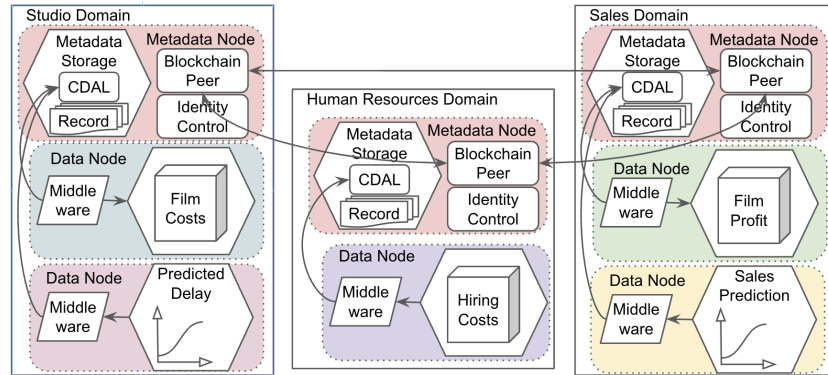 Studio Domain
Metadata
Storage
Metadata Node
Blockchain
Peer
CDAL
Identity
Control
Record
Data Node
Middle
ware
Film
Costs
Data Node
Predicted
Delay
Middle
ware
Human Resources Domain
Metadata
Storage
Metadata Node
Blockchain
Peer
CDAL
Identity
Control
Record
Data Node
Middle
ware
Hiring
Costs
Sales Domain
Metadata
Storage
Metadata Node
Blockchain
Peer
CDAL
Identity
Control
Record
Data Node
Middle
ware
Film
Profit
Data Node
Sales
Prediction
Middle
ware